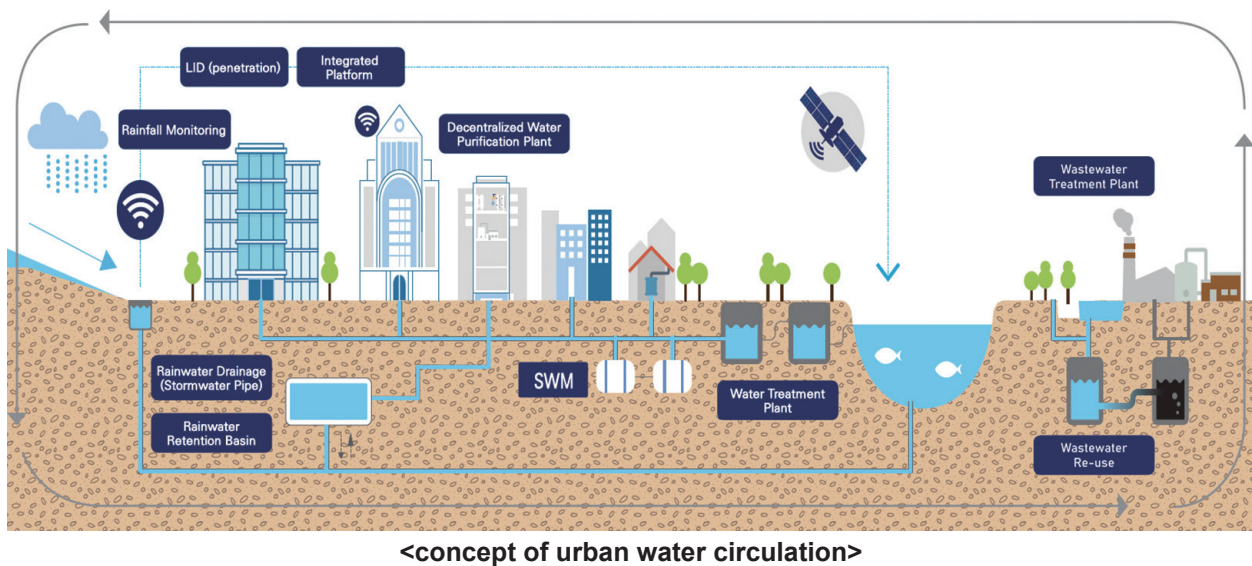 LID (penetration)
Integrated
Platform
Rainfall Monitoring
Decentralized Water
Purification Plant
Wastewater
Treatment Plant
Rainwater Drainage
(Stormwater Pipe)
Rainwater
Retention Basin
SWM
Water Treatment
Plant
Wastewater
Re-use
<concept of urban water circulation>